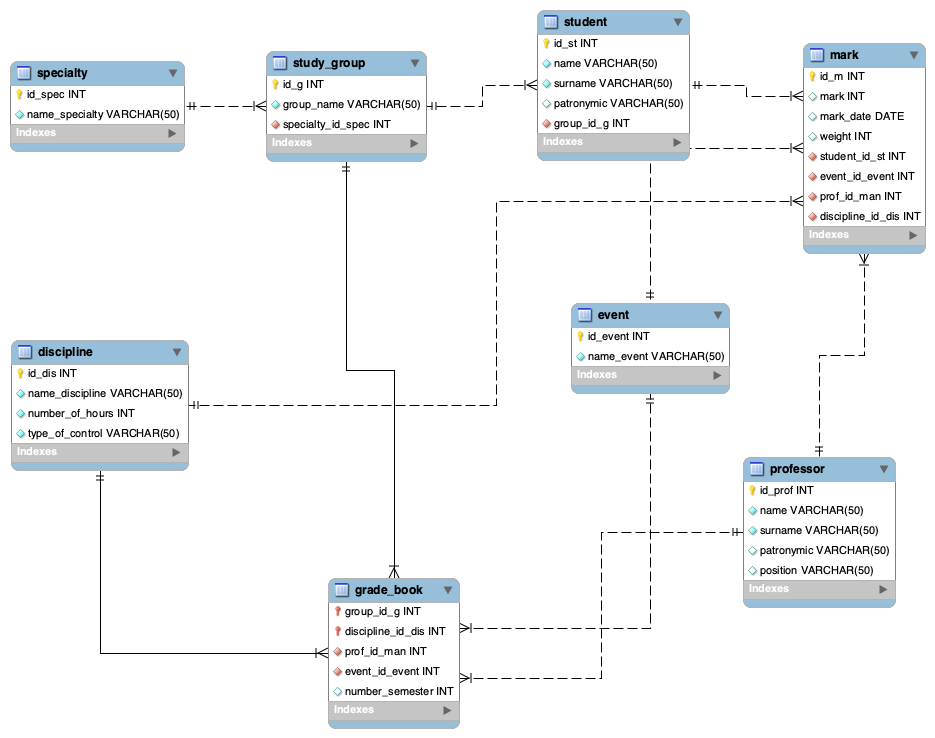 student
id_st INT
name VARCHAR(50)
surname VARCHAR(50)
patronymic VARCHAR(50)
group_id_g INT
Indexes
mark
id_m INT
mark INT
mark_date DATE
weight INT
student_id_st INT
event_id_event INT
prof_id_man INT
discipline_id_dis INT
Indexes
study_group
id_g INT
group_name VARCHAR(50)
specialty_id_spec INT
Indexes
specialty
id_spec INT
name_specialty VARCHAR(50)
Indexes
event
id_event INT
name_event VARCHAR(50)
Indexes
discipline
id_dis INT
name_discipline VARCHAR(50)
number_of_hours INT
type_of_control VARCHAR(50)
Indexes
professor
id_prof INT
name VARCHAR(50)
surname VARCHAR(50)
patronymic VARCHAR(50)
position VARCHAR(50)
Indexes
grade_book
group_id_g INT
discipline_id_dis INT
prof_id_man INT
event_id_event INT
number_semester INT
Indexes